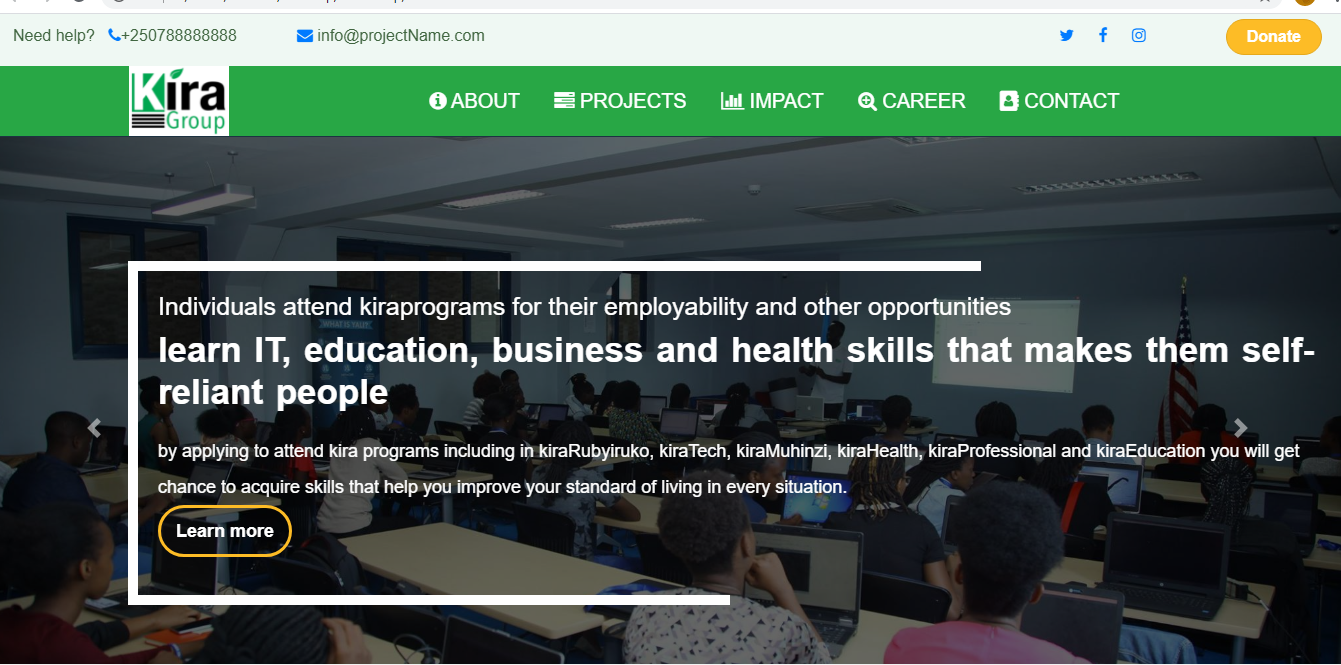 Need help? +250788888888 info@projectName.com Donate
Kira
Group
ABOUT PROJECTS IMPACT CAREER CONTACT
WHAT IS YALI?
Individuals attend kiraprograms for their employability and other opportunities
learn IT, education, business and health skills that makes them self-
reliant people
by applying to attend kira programs including in kiraRubyiruko, kiraTech, kiraMuhinzi, kiraHealth, kiraProfessional and kiraEducation you will get
chance to acquire skills that help you improve your standard of living in every situation.
Learn more